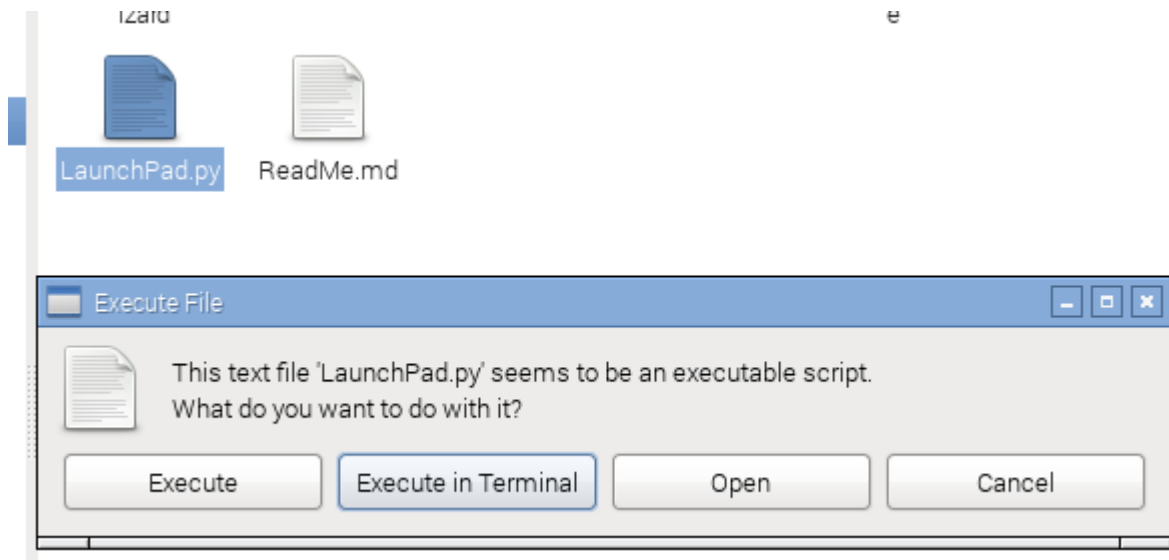 izard
e
LaunchPad.py
ReadMe.md
Execute File
This text file 'LaunchPad.py' seems to be an executable script.
What do you want to do with it?
Execute
Execute in Terminal
Open
Cancel